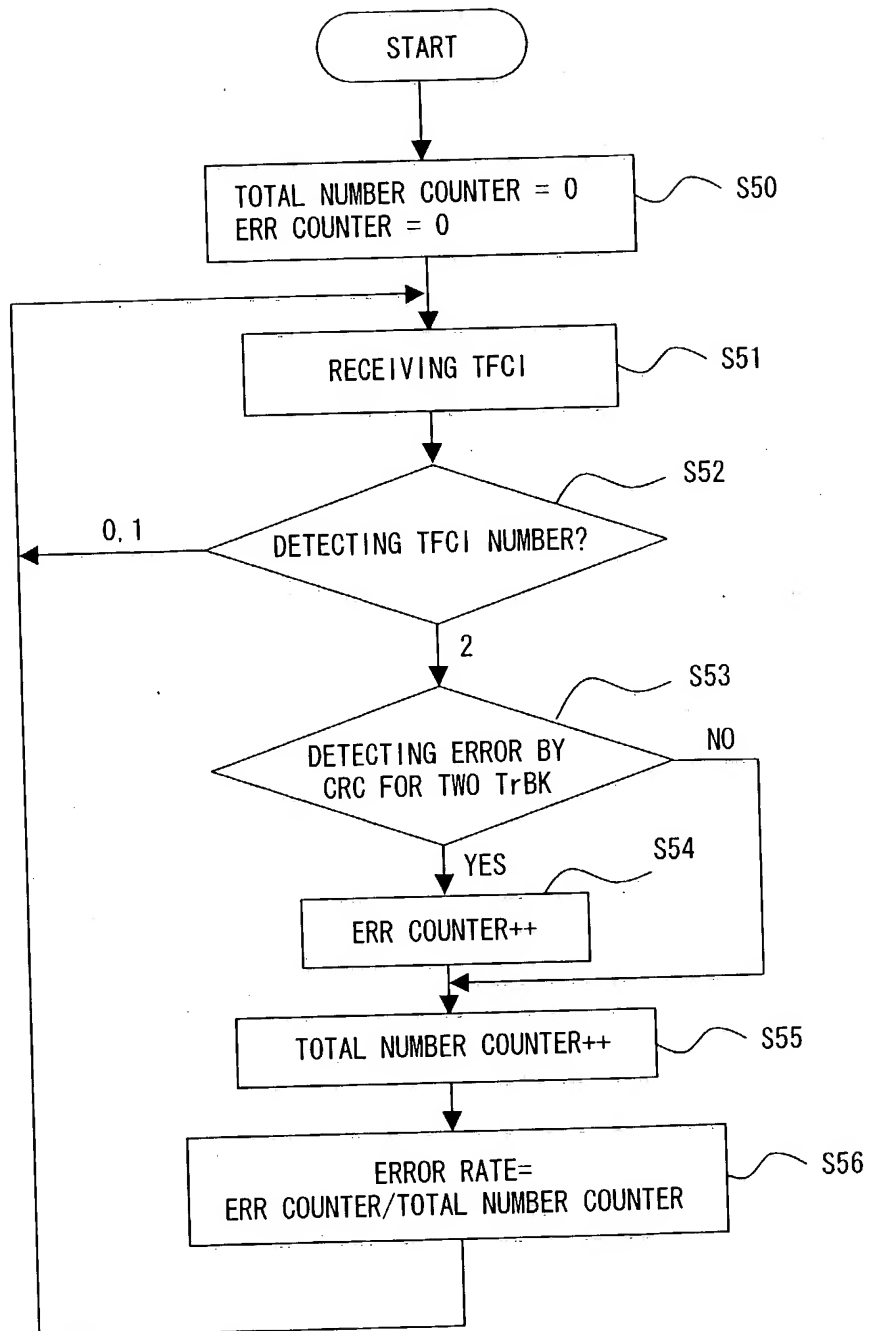 START
TOTAL NUMBER COUNTER = 0
ERR COUNTER = 0
S50
RECEIVING TFCI
S51
S52
0, 1
DETECTING TFCI NUMBER?
2
S53
DETECTING ERROR BY
CRC FOR TWO TrBK
NO
YES
S54
ERR COUNTER++
TOTAL NUMBER COUNTER++
S55
ERROR RATE=
ERR COUNTER/TOTAL NUMBER COUNTER
S56